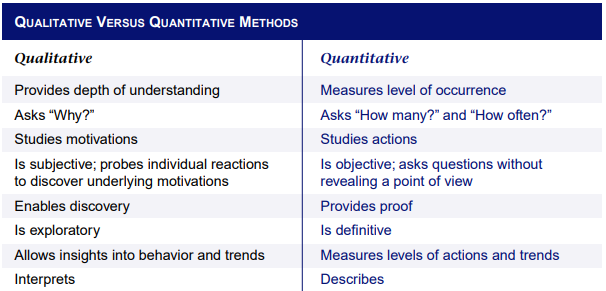 QUALITATIVE VERSUS QUANTITATIVE METHODS
Qualitative Quantitative
Provides depth of understanding Measures level of occurrence
Asks “Why?” Asks “How many?” and “How often?”
Studies motivations Studies actions
Is subjective; probes individual reactions Is objective; asks questions without
to discover underlying motivations revealing a point of view
Enables discovery Provides proof
Is exploratory Is definitive
Allows insights into behavior and trends Measures levels of actions and trends
Interprets Describes